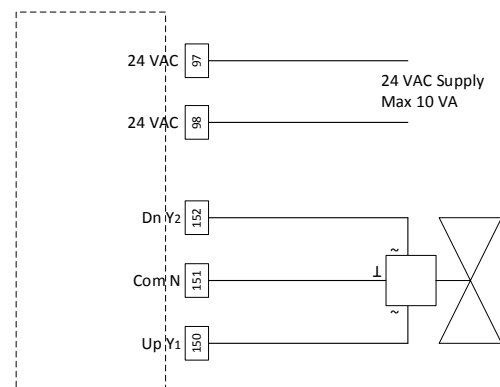 24 VAC 97
24 VAC Supply
Max 10 VA
24 VAC 98
Dn Y2 152
~
Com N 151 ⊥
~
Up Y1 150